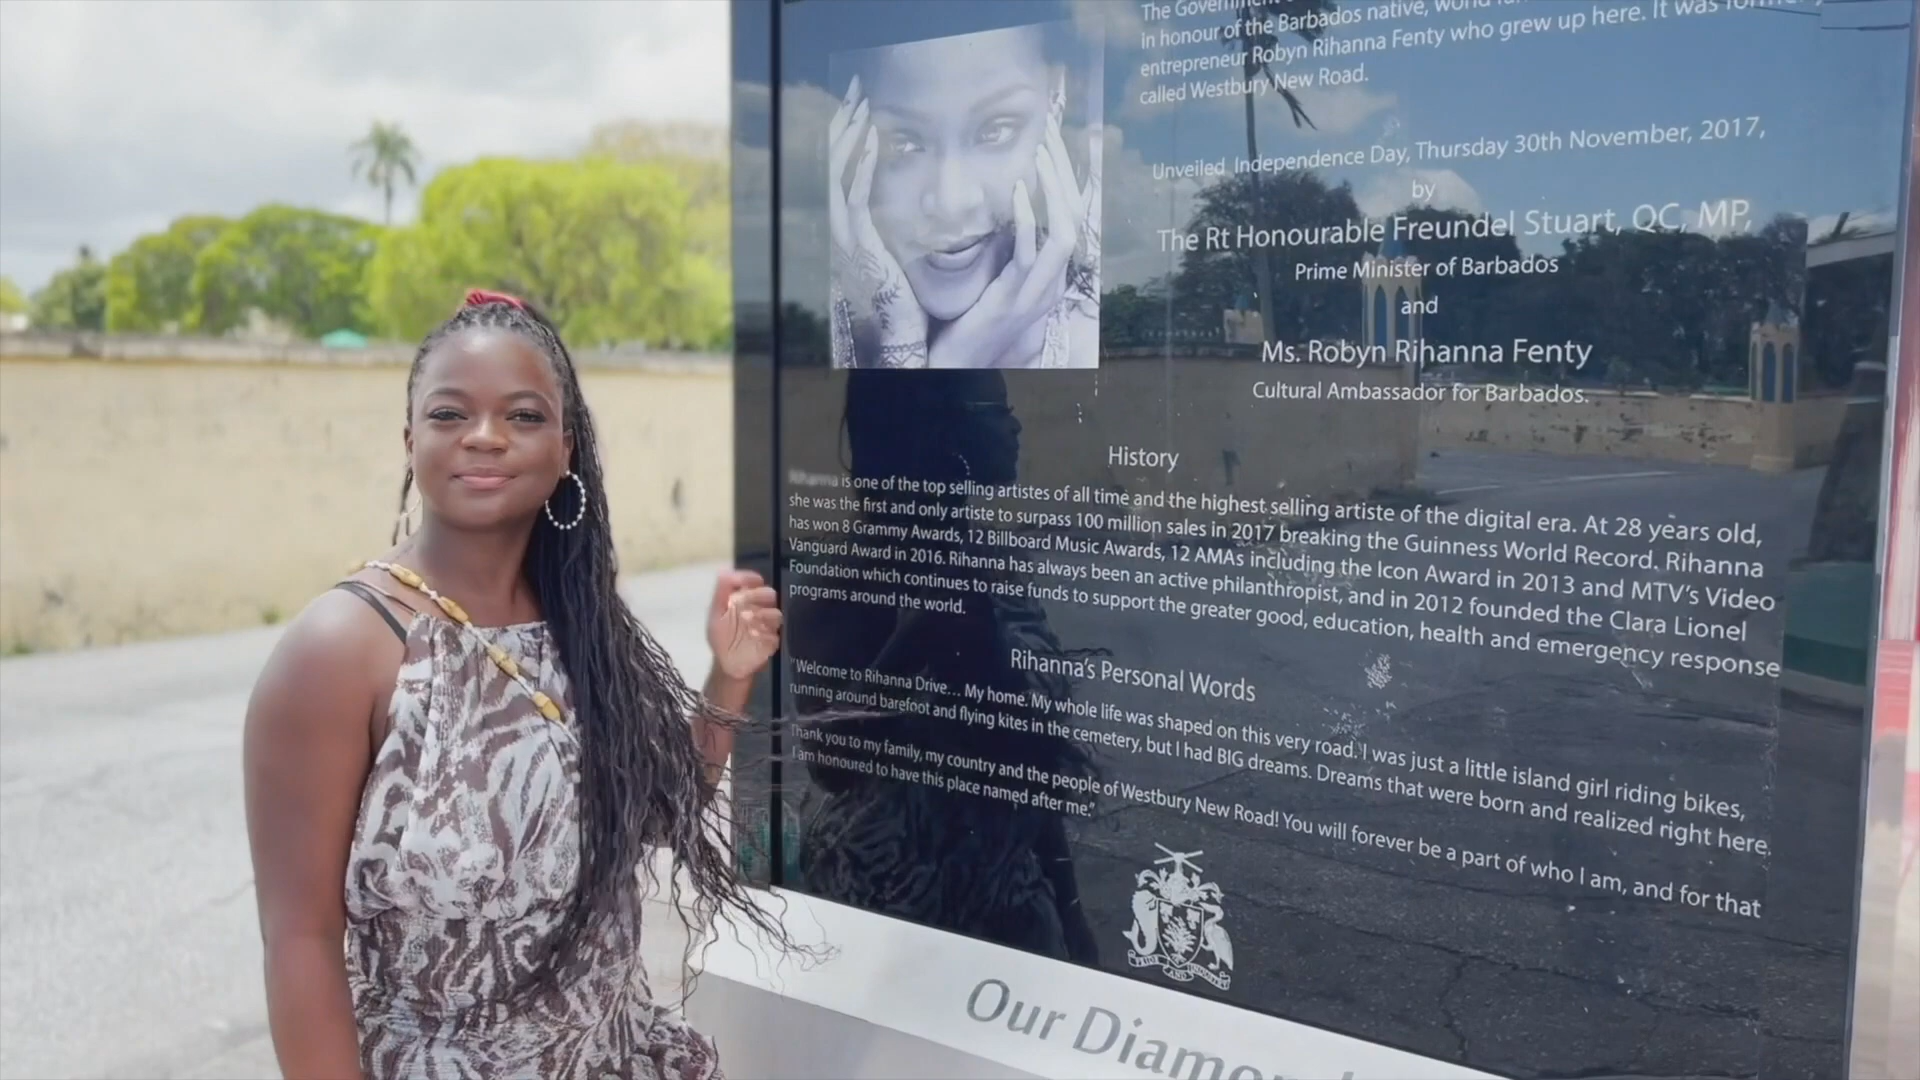 The Government
in honour of the Barbados native, world
entrepreneur Robyn Rihanna Fenty who grew up here. It was
called Westbury New Road.
Unveiled Independence Day, Thursday 30th November, 2017,
by
The Rt Honourable Freundel Stuart, QC, MP,
Prime Minister of Barbados
and
Ms. Robyn Rihanna Fenty
Cultural Ambassador for Barbados.
History
Rihanna is one of the top selling artistes of all time and the highest selling artiste of the digital era. At 28 years old,
she was the first and only artiste to surpass 100 million sales in 2017 breaking the Guinness World Record. Rihanna
has won 8 Grammy Awards, 12 Billboard Music Awards, 12 AMAs including the Icon Award in 2013 and MTV's Video
Vanguard Award in 2016. Rihanna has always been an active philanthropist, and in 2012 founded the Clara Lionel
Foundation which continues to raise funds to support the greater good, education, health and emergency response
programs around the world.
Rihanna's Personal Words
"Welcome to Rihanna Drive... My home. My whole life was shaped on this very road. I was just a little island girl riding bikes,
running around barefoot and flying kites in the cemetery, but I had BIG dreams. Dreams that were born and realized right here.
Thank you to my family, my country and the people of Westbury New Road! You will forever be a part of who I am, and for that
I am honoured to have this place named after me."
Our